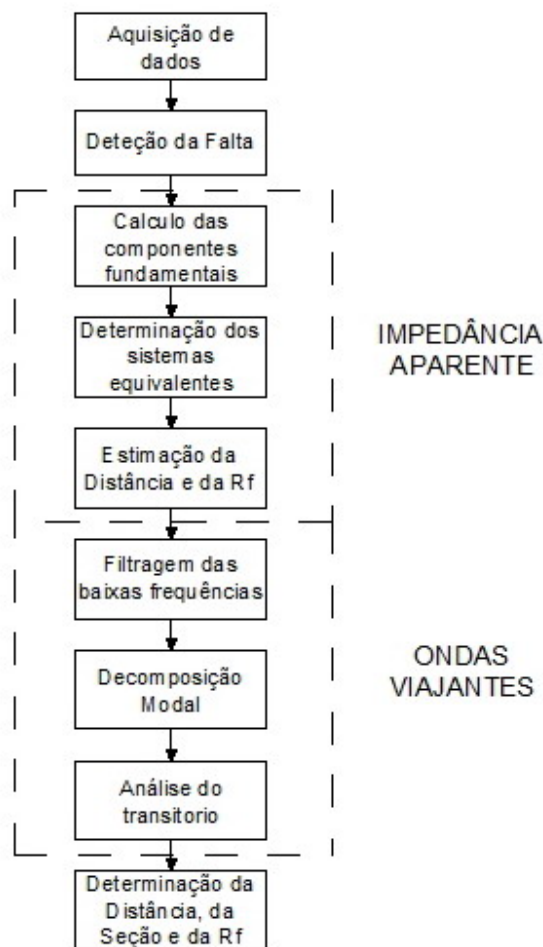 Aquisição de
dados
Deteção da Falta
Calculo das
componentes
fundamentais
Determinação dos
sistemas
equivalentes
Estimação da
Distância e da Rf
IMPEDÂNCIA
APARENTE
Filtragem das
baixas frequências
Decomposição
Modal
Análise do
transitorio
ONDAS
VIAJANTES
Determinação da
Distância, da
Seção e da Rf